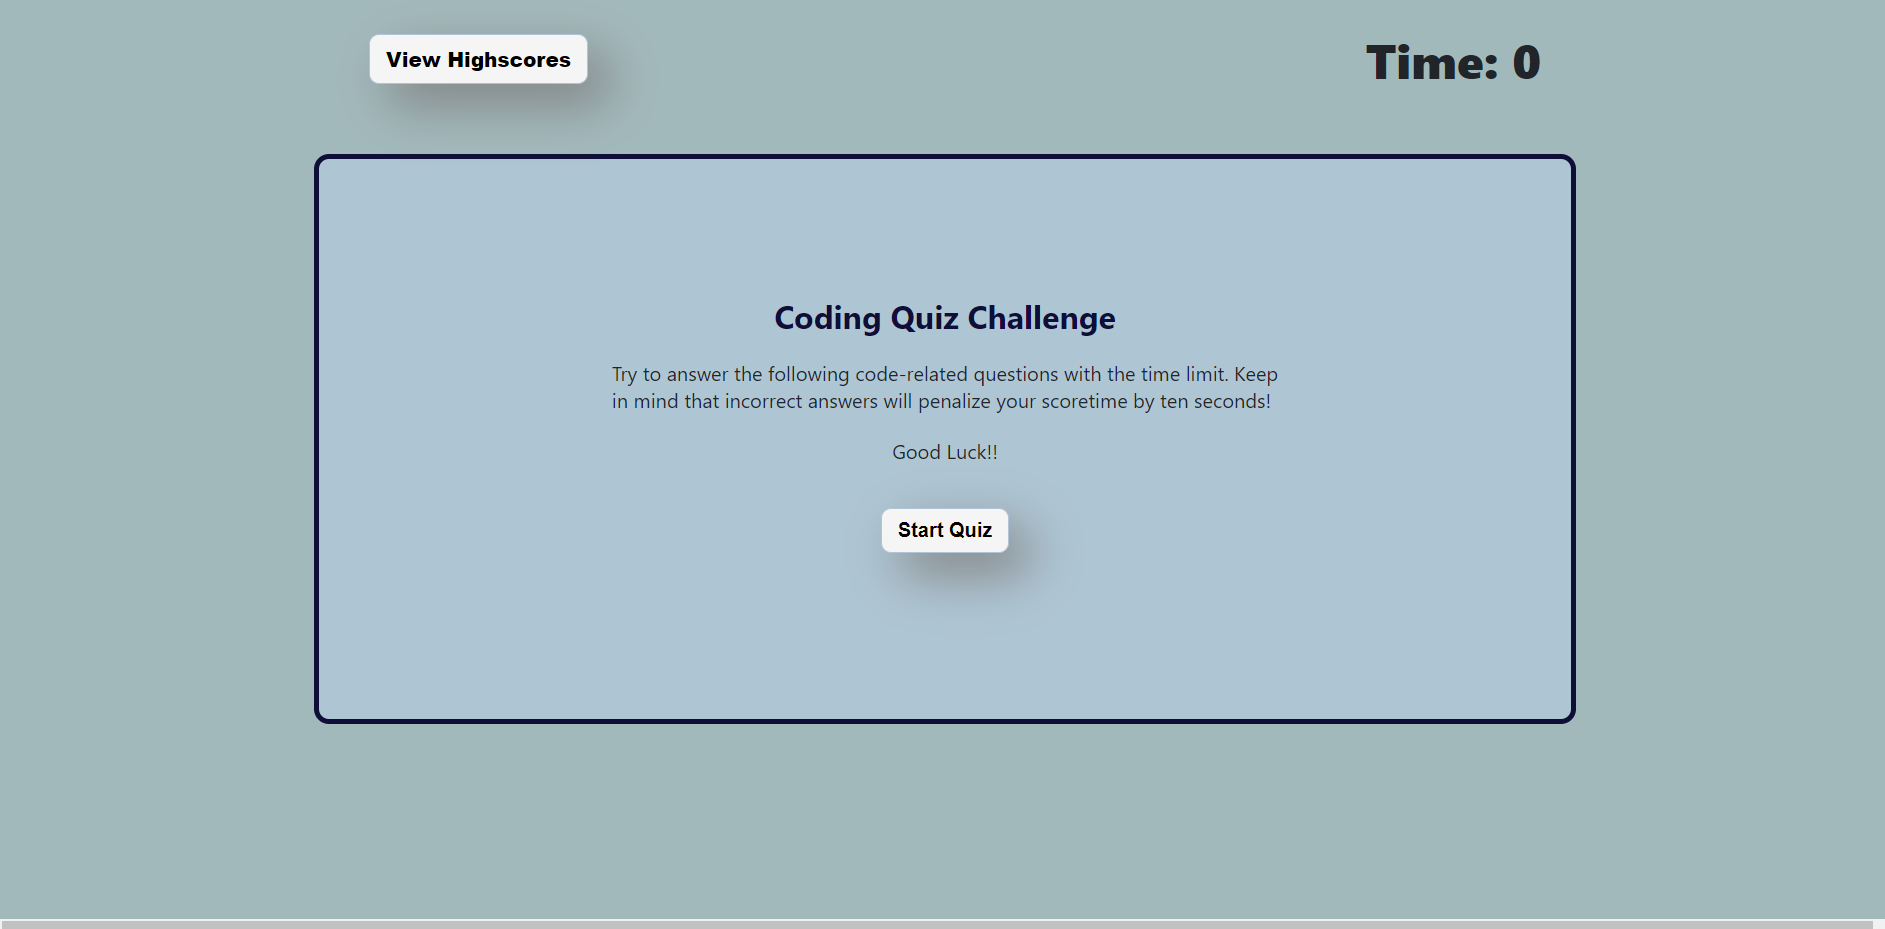 View Highscores
Time: 0
Coding Quiz Challenge
Try to answer the following code-related questions with the time limit. Keep
in mind that incorrect answers will penalize your scoretime by ten seconds!
Good Luck!!
Start Quiz